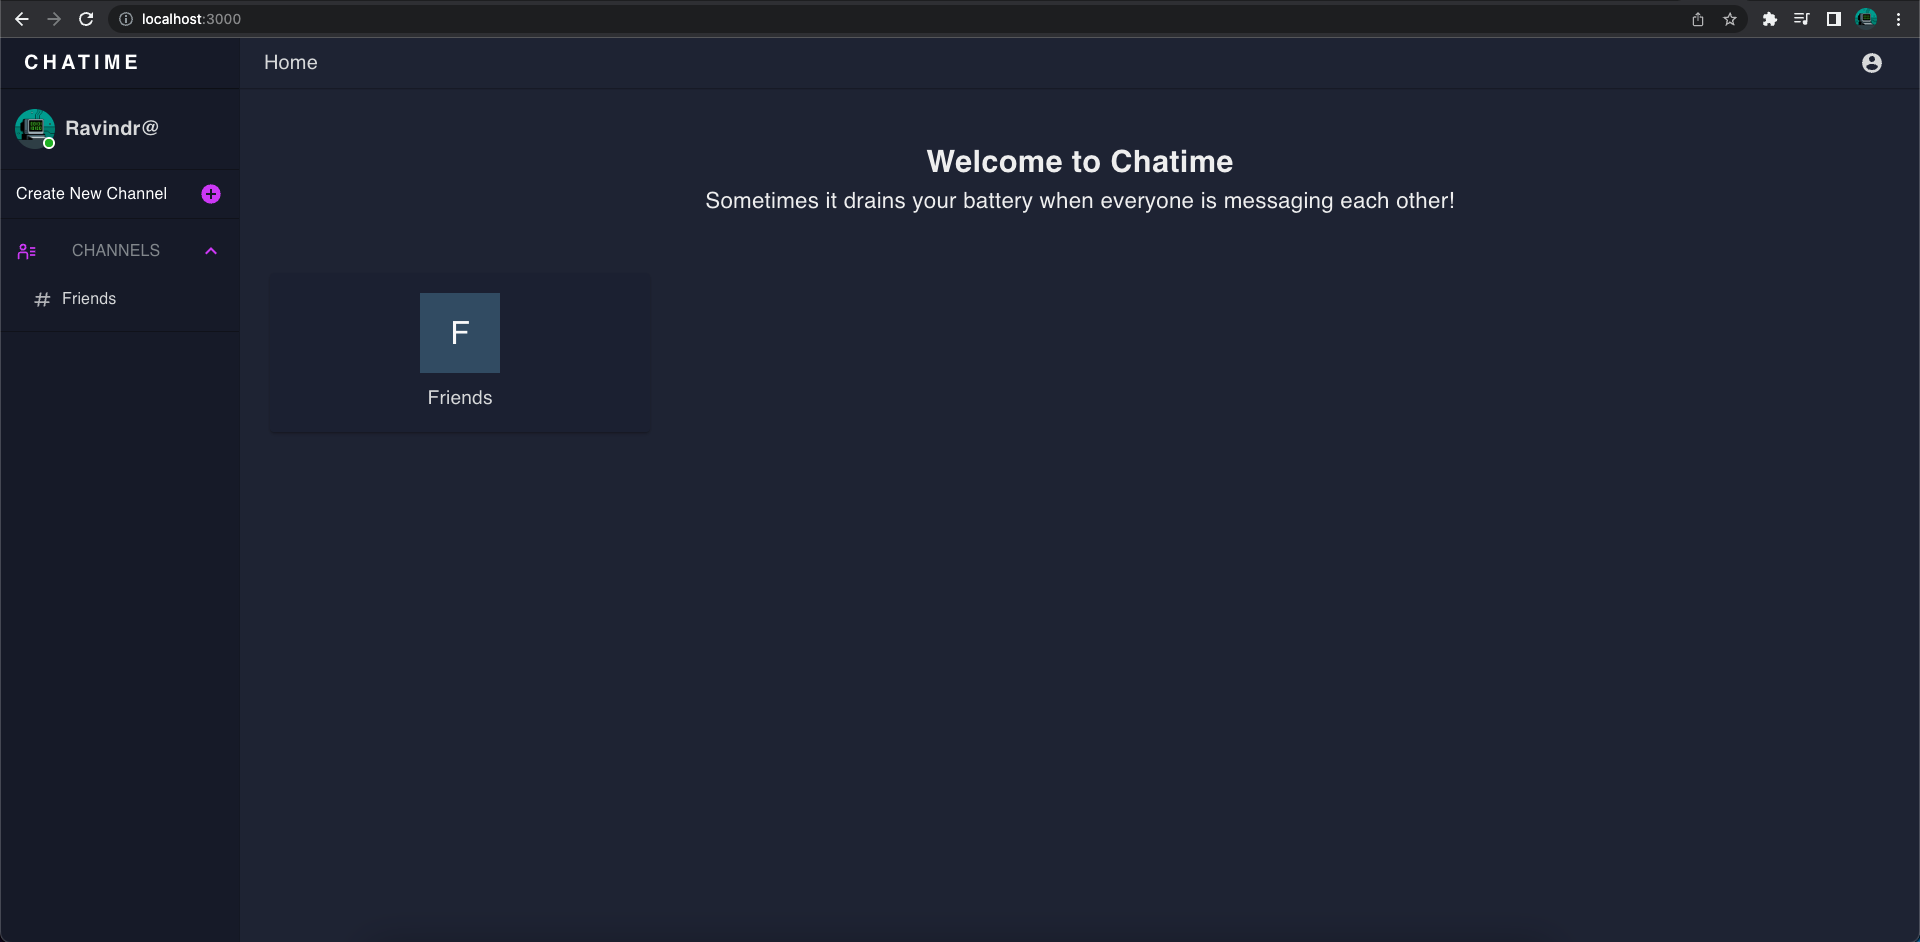 localhost:3000
CHATIME
Home
Ravindr@
Welcome to Chatime
Sometimes it drains your battery when everyone is messaging each other!
Create New Channel
CHANNELS
# Friends
F
Friends